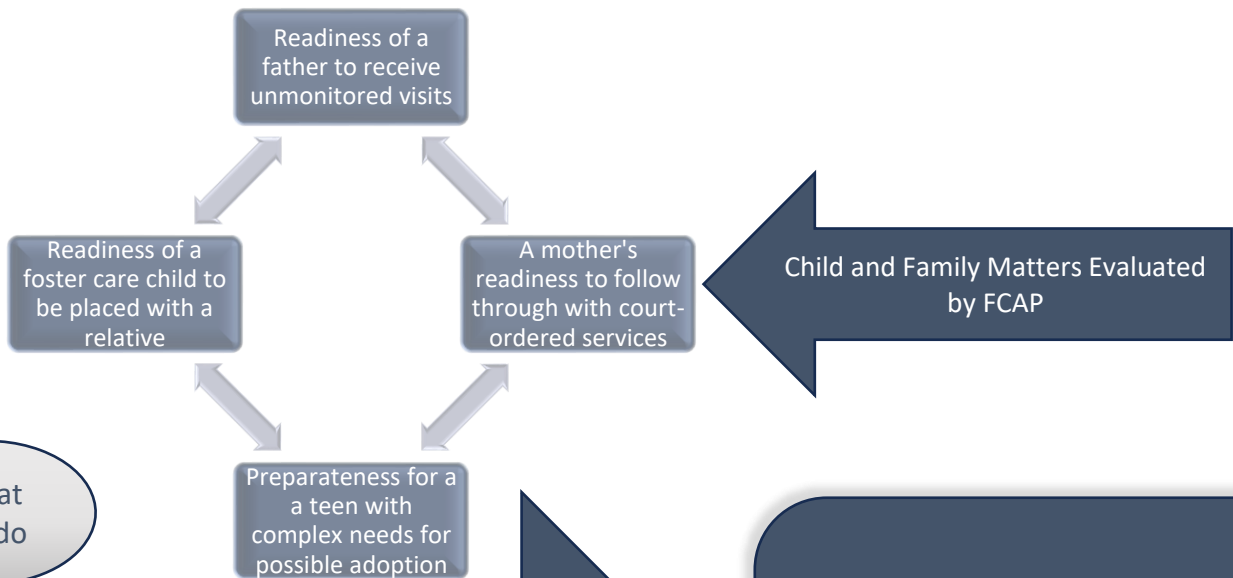 Readiness of a
father to receive
unmonitored visits
Readiness of a
foster care child to
be placed with a
relative
A mother's
readiness to follow
through with court-
ordered services
Child and Family Matters Evaluated
by FCAP
at
do
Preparateness for a
a teen with
complex needs for
possible adoption